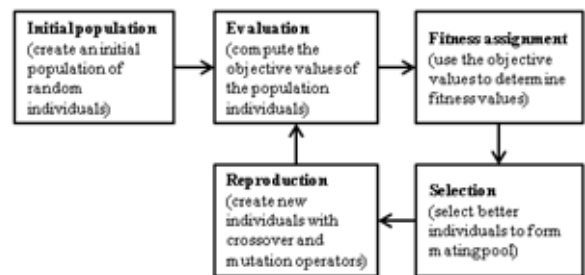 Initial population
(create an initial
population of
random
individuals)
Evaluation
(compute the
objective values of
the population
individuals)
Fitness assignment
(use the objective
values to determine
fitness values)
Reproduction
(create new
individuals with
crossover and
mutation operators)
Selection
(select better
individuals to form
mating pool)